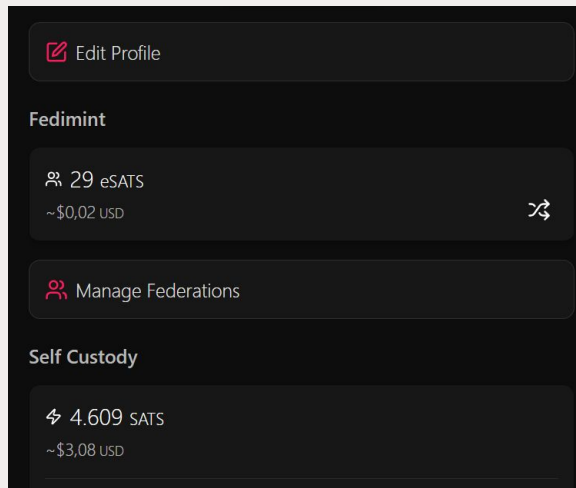 Edit Profile
Fedimint
29 eSATS
~$0,02 USD
Manage Federations
Self Custody
4.609 SATS
~$3,08 USD